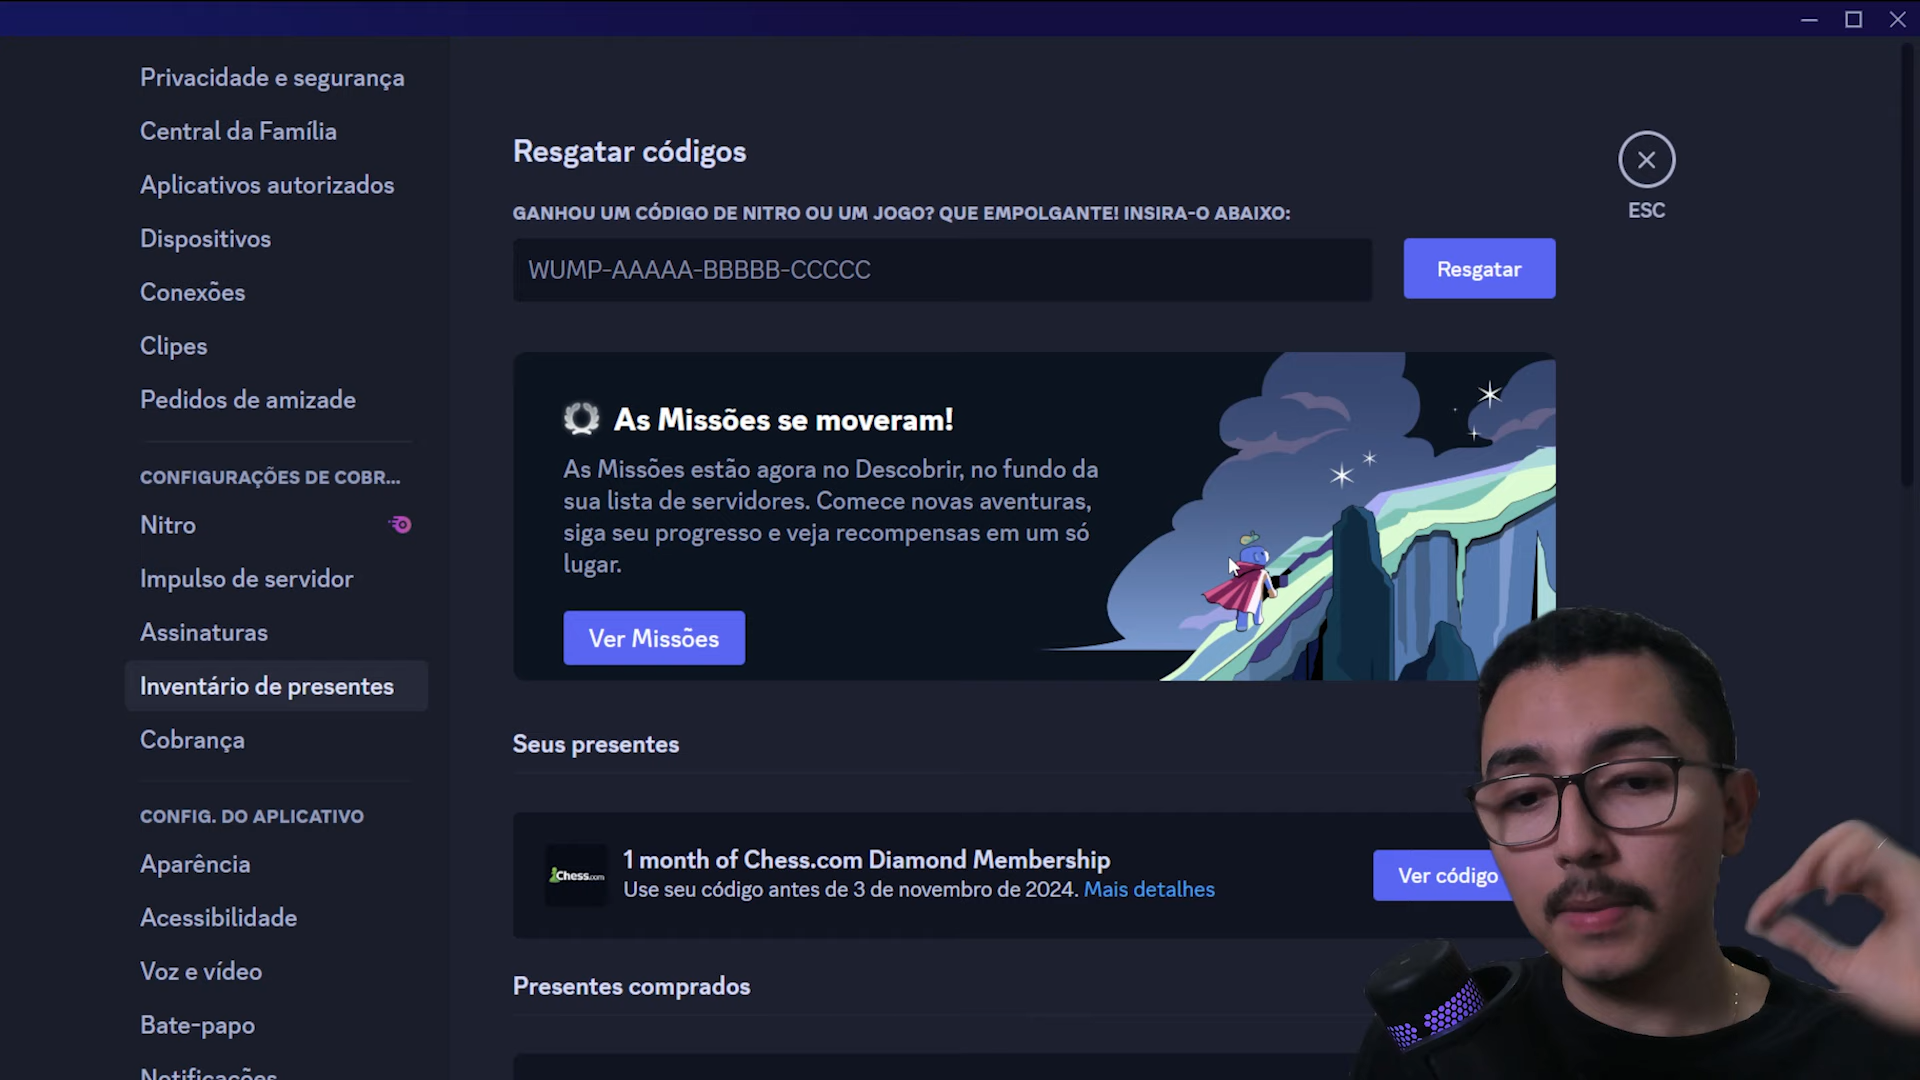 Privacidade e segurança
Central da Família
Aplicativos autorizados
Dispositivos
Conexões
Clipes
Pedidos de amizade
CONFIGURAÇÕES DE COBR...
Nitro
Impulso de servidor
Assinaturas
Inventário de presentes
Cobrança
CONFIG. DO APLICATIVO
Aparência
Acessibilidade
Voz e vídeo
Bate-papo
Notificações
Resgatar códigos
ESC
GANHOU UM CÓDIGO DE NITRO OU UM JOGO? QUE EMPOLGANTE! INSIRA-O ABAIXO:
WUMP-AAAAA-BBBBB-CCCCC
Resgatar
As Missões se moveram!
As Missões estão agora no Descobrir, no fundo da
sua lista de servidores. Comece novas aventuras,
siga seu progresso e veja recompensas em um só
lugar.
Ver Missões
Seus presentes
Chess.com
1 month of Chess.com Diamond Membership
Use seu código antes de 3 de novembro de 2024. Mais detalhes
Ver código
Presentes comprados